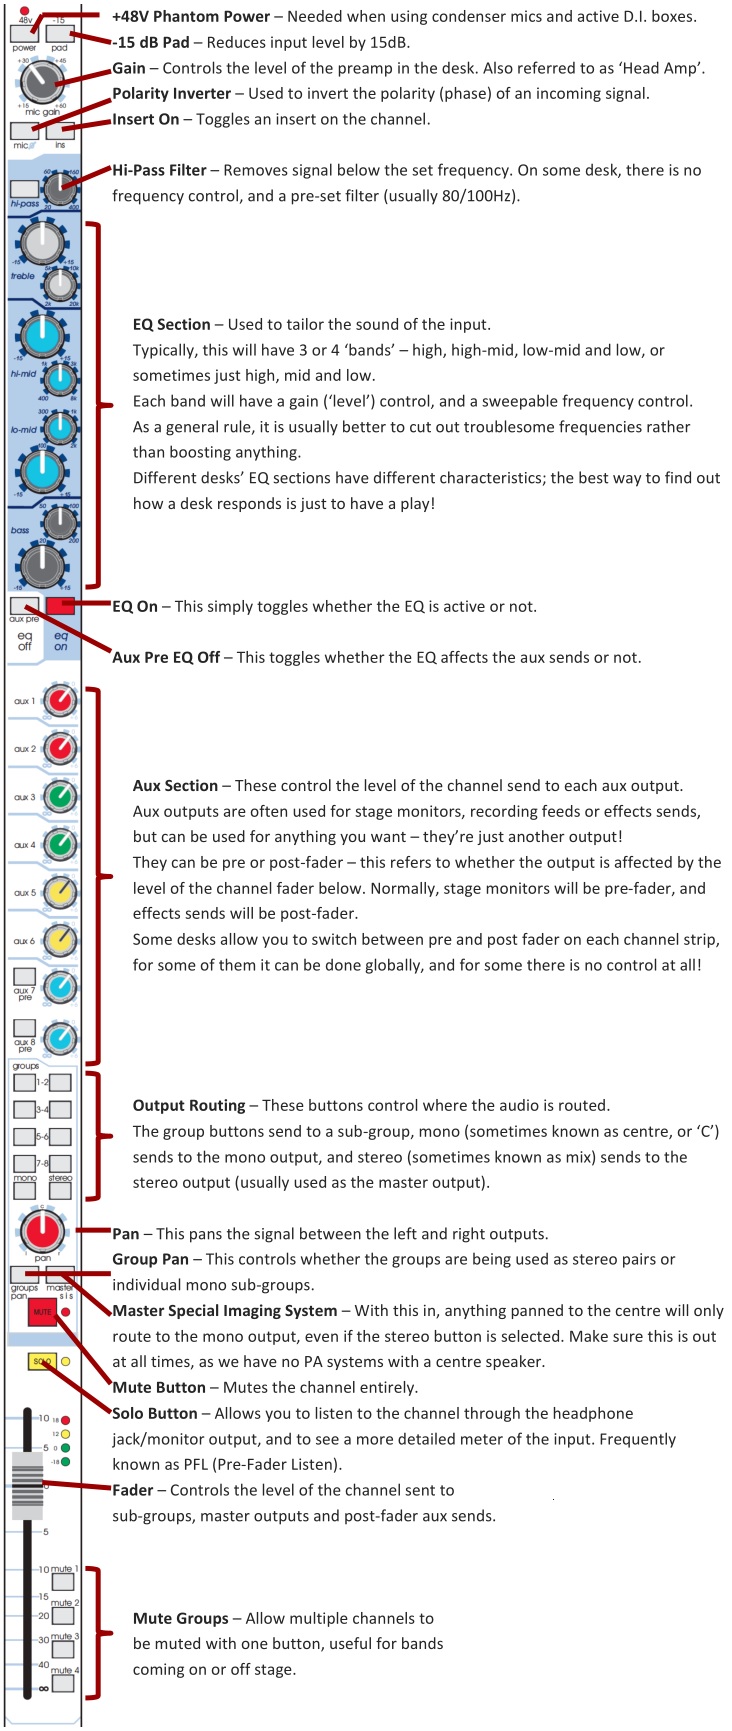 48v
-15
+48V Phantom Power – Needed when using condenser mics and active D.I. boxes.
power
pad
-15 dB Pad – Reduces input level by 15dB.
+30
+45
Gain – Controls the level of the preamp in the desk. Also referred to as ‘Head Amp’.
+15
+60
mic gain
Polarity Inverter – Used to invert the polarity (phase) of an incoming signal.
mic
ins
Insert On – Toggles an insert on the channel.
60
160
Hi-Pass Filter – Removes signal below the set frequency. On some desk, there is no
frequency control, and a pre-set filter (usually 80/100Hz).
hi-pass
20
400
-15
+15
treble
5k
10k
2k
20k
EQ Section – Used to tailor the sound of the input.
Typically, this will have 3 or 4 ‘bands’ – high, high-mid, low-mid and low, or
sometimes just high, mid and low.
Each band will have a gain (‘level’) control, and a sweepable frequency control.
As a general rule, it is usually better to cut out troublesome frequencies rather
than boosting anything.
Different desks’ EQ sections have different characteristics; the best way to find out
how a desk responds is just to have a play!
-15
+15
hi-mid
1k
400
8k
300
1k
lo-mid
100
2k
-15
+15
50
100
bass
20
200
-15
+15
EQ On – This simply toggles whether the EQ is active or not.
aux pre
eq
off
eq
on
Aux Pre EQ Off – This toggles whether the EQ affects the aux sends or not.
aux 1
aux 2
aux 3
aux 4
aux 5
aux 6
aux 7
pre
aux 8
pre
Aux Section – These control the level of the channel send to each aux output.
Aux outputs are often used for stage monitors, recording feeds or effects sends,
but can be used for anything you want – they’re just another output!
They can be pre or post-fader – this refers to whether the output is affected by the
level of the channel fader below. Normally, stage monitors will be pre-fader, and
effects sends will be post-fader.
Some desks allow you to switch between pre and post fader on each channel strip,
for some of them it can be done globally, and for some there is no control at all!
groups
1-2
3-4
5-6
7-8
mono
stereo
Output Routing – These buttons control where the audio is routed.
The group buttons send to a sub-group, mono (sometimes known as centre, or ‘C’)
sends to the mono output, and stereo (sometimes known as mix) sends to the
stereo output (usually used as the master output).
c
l
r
pan
Pan – This pans the signal between the left and right outputs.
Group Pan – This controls whether the groups are being used as stereo pairs or
individual mono sub-groups.
groups
pan
master
s i s
Master Special Imaging System – With this in, anything panned to the centre will only
route to the mono output, even if the stereo button is selected. Make sure this is out
at all times, as we have no PA systems with a centre speaker.
MUTE
Mute Button – Mutes the channel entirely.
SOLO
Solo Button – Allows you to listen to the channel through the headphone
jack/monitor output, and to see a more detailed meter of the input. Frequently
known as PFL (Pre-Fader Listen).
10
18
12
5
0
-18
0
Fader – Controls the level of the channel sent to
sub-groups, master outputs and post-fader aux sends.
5
10
mute 1
15
mute 2
20
mute 3
30
40
mute 4
∞
Mute Groups – Allow multiple channels to
be muted with one button, useful for bands
coming on or off stage.